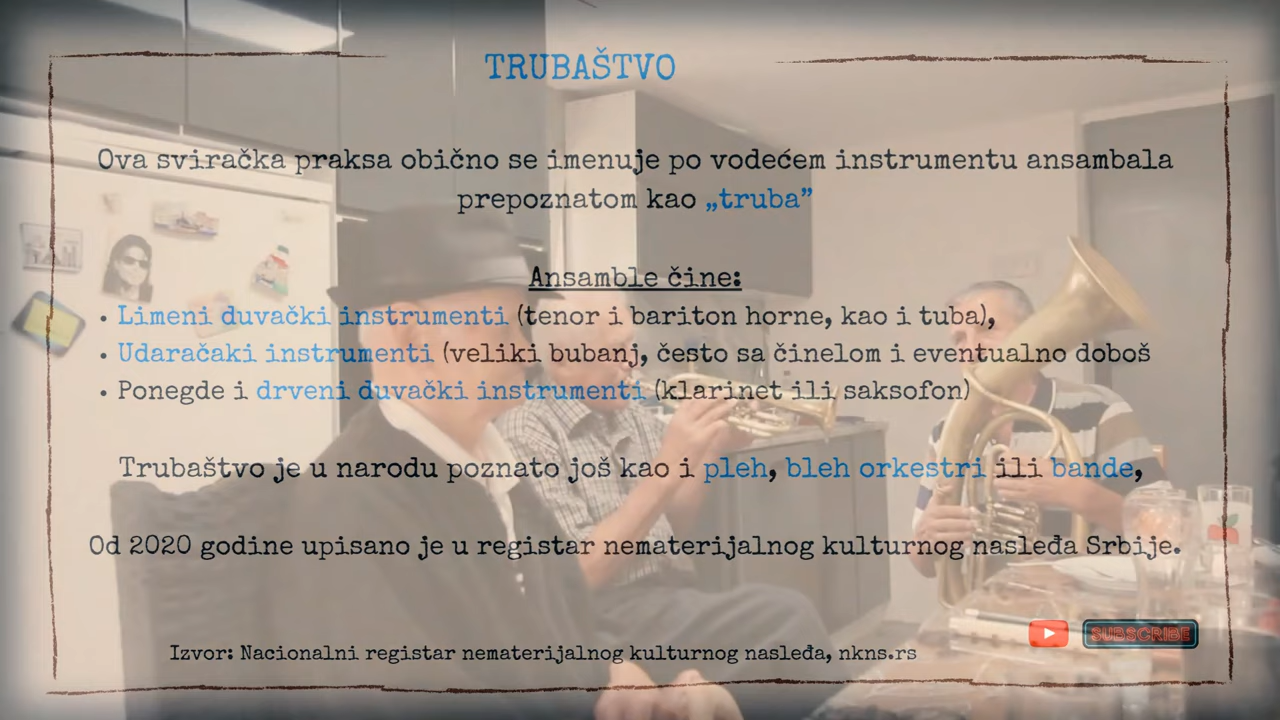 TRUBAŠTVO
Ova sviračka praksa obično se imenuje po vodećem instrumentu ansambala
prepoznatom kao „truba”
Ansamble čine:
• Limeni duvački instrumenti (tenor i bariton horne, kao i tuba),
• Udaračaki instrumenti (veliki bubanj, često sa činelom i eventualno doboš
• Ponegde i drveni duvački instrumenti (klarinet ili saksofon)
Trubaštvo je u narodu poznato još kao i pleh, bleh orkestri ili bande,
Od 2020 godine upisano je u registar nematerijalnog kulturnog nasleđa Srbije.
SUBSCRIBE
Izvor: Nacionalni registar nematerijalnog kulturnog nasleđa, nkns.rs